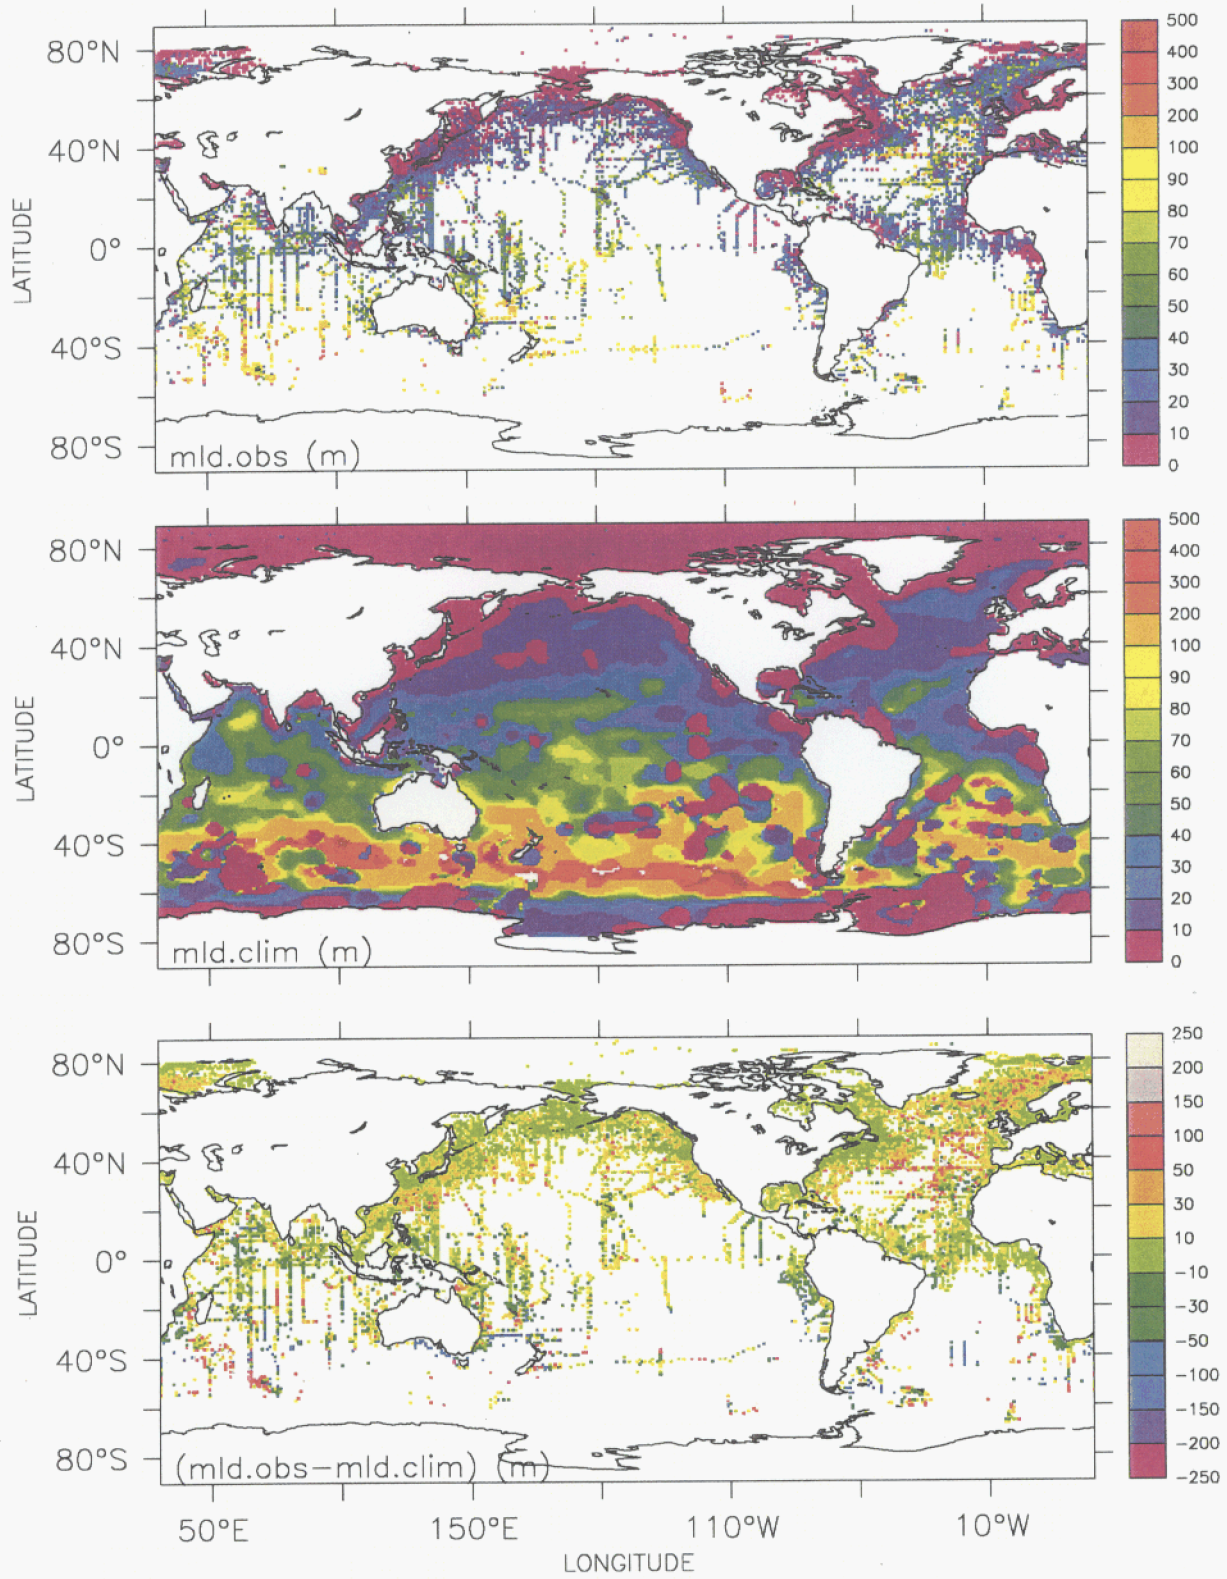 80°N
40°N
0°
40°S
80°S
LATITUDE
mld.obs (m)
500
400
300
200
100
90
80
70
60
50
40
30
20
10
0
80°N
40°N
0°
40°S
80°S
LATITUDE
mld.clim (m)
500
400
300
200
100
90
80
70
60
50
40
30
20
10
0
80°N
40°N
0°
40°S
80°S
LATITUDE
(mld.obs−mld.clim) (m)
250
200
150
100
50
30
10
−10
−30
−50
−100
−150
−200
−250
50°E 150°E 110°W 10°W
LONGITUDE